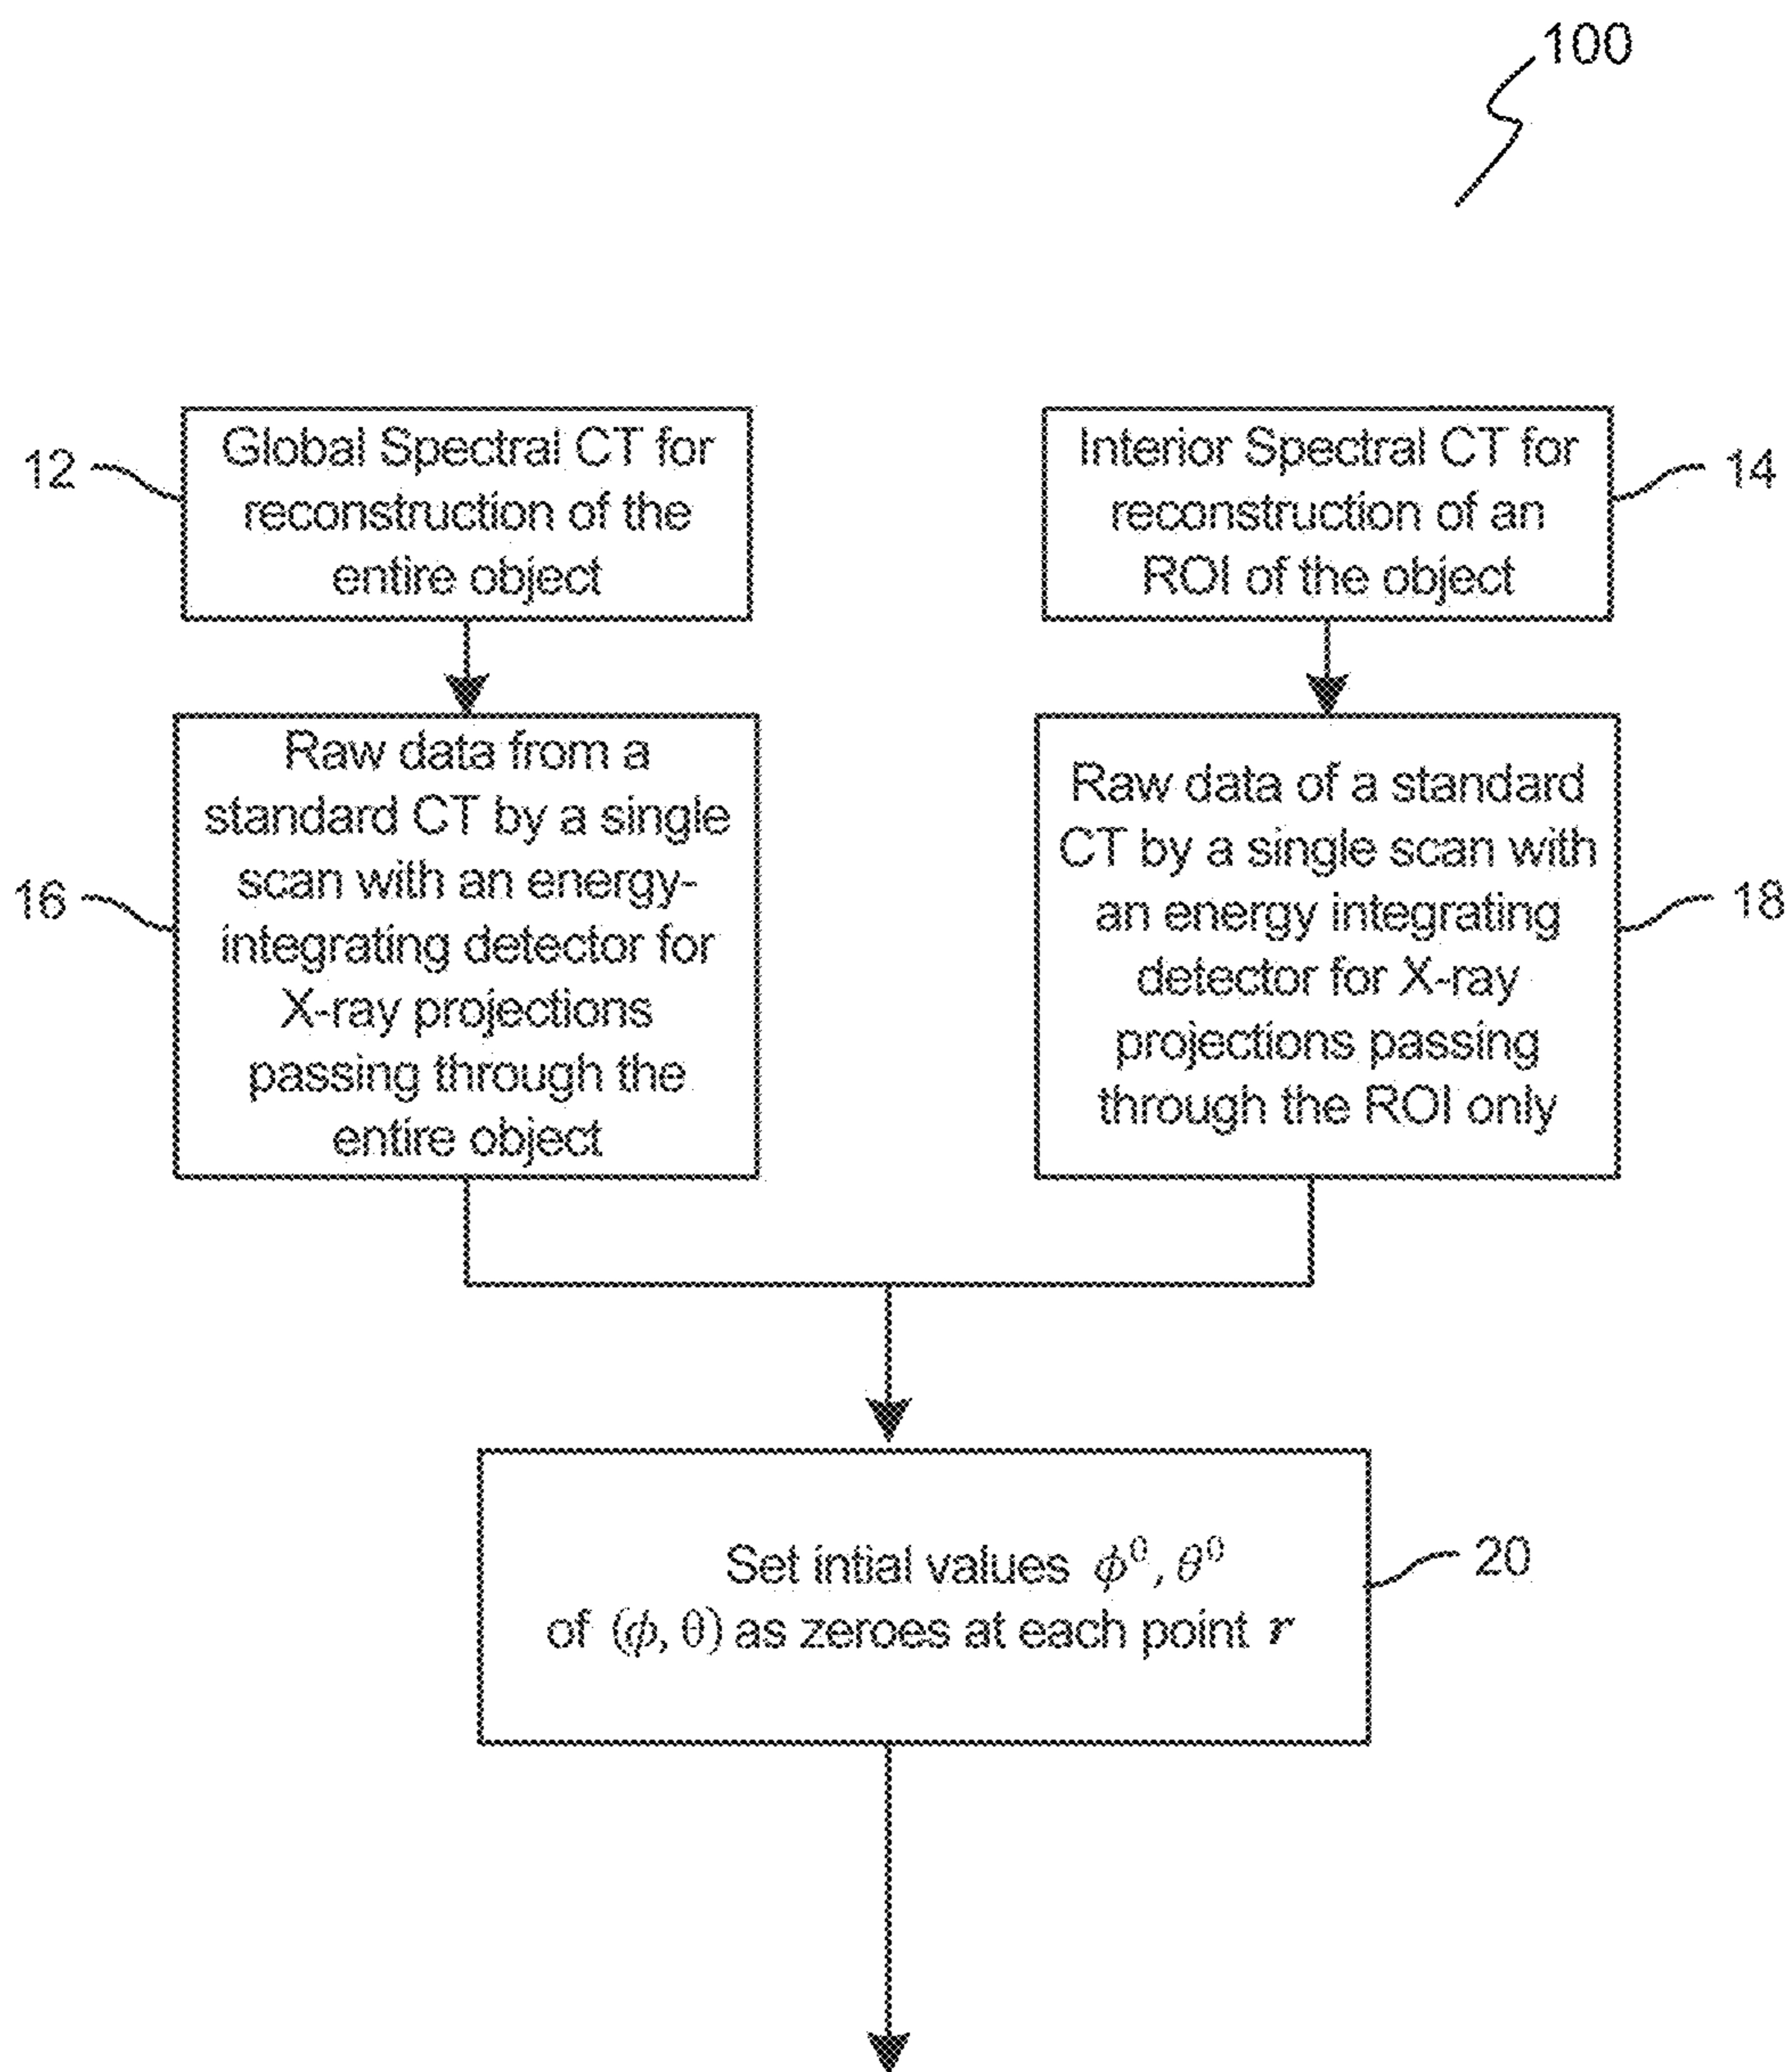 100
12
Global Spectral CT for
reconstruction of the
entire object
Interior Spectral CT for
reconstruction of an
ROI of the object
14
16
Raw data from a
standard CT by a single
scan with an energy-
integrating detector for
X-ray projections
passing through the
entire object
Raw data of a standard
CT by a single scan with
an energy integrating
detector for X-ray
projections passing
through the ROI only
18
Set intial values ϕ⁰, θ⁰
of (ϕ, θ) as zeroes at each point r
20